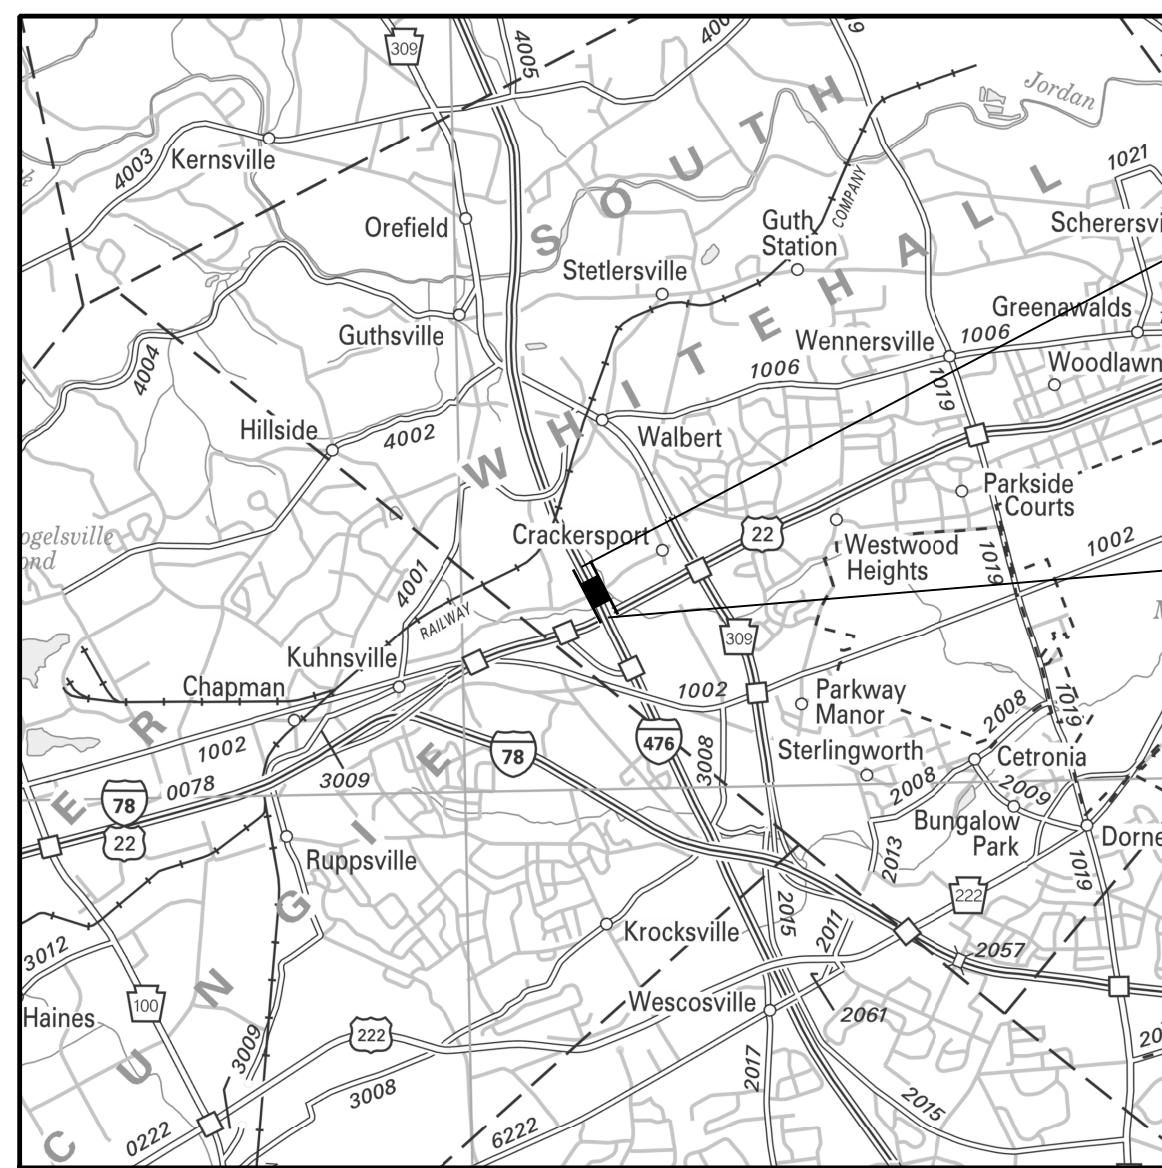 309
4005
400
9
Jordan
H
T
U
O
S
4003
Kernsville
COMPANY
1021
L
L
A
H
E
T
I
H
W
Orefield
Guth
Station
Scherersvi
Stetlersville
Greenawalds
Guthsville
Wennersville
1006
1006
Woodlawn
4004
1019
Hillside
4002
Walbert
Parkside
Courts
ogelsville
ond
Crackersport
22
Westwood
Heights
1019
1002
4001
RAILWAY
309
Kuhnsville
Chapman
1002
Parkway
Manor
2008
1019
R
E
1002
476
3008
Sterlingworth
Cetronia
78
E
3009
0078
78
22
2008
2009
Bungalow
Park
Dorne
I
Ruppsville
2013
1019
G
222
2015
2011
3012
Krocksville
2057
N
100
Wescosville
2061
Haines
222
U
3009
2017
20
3008
2015
0222
6222
C